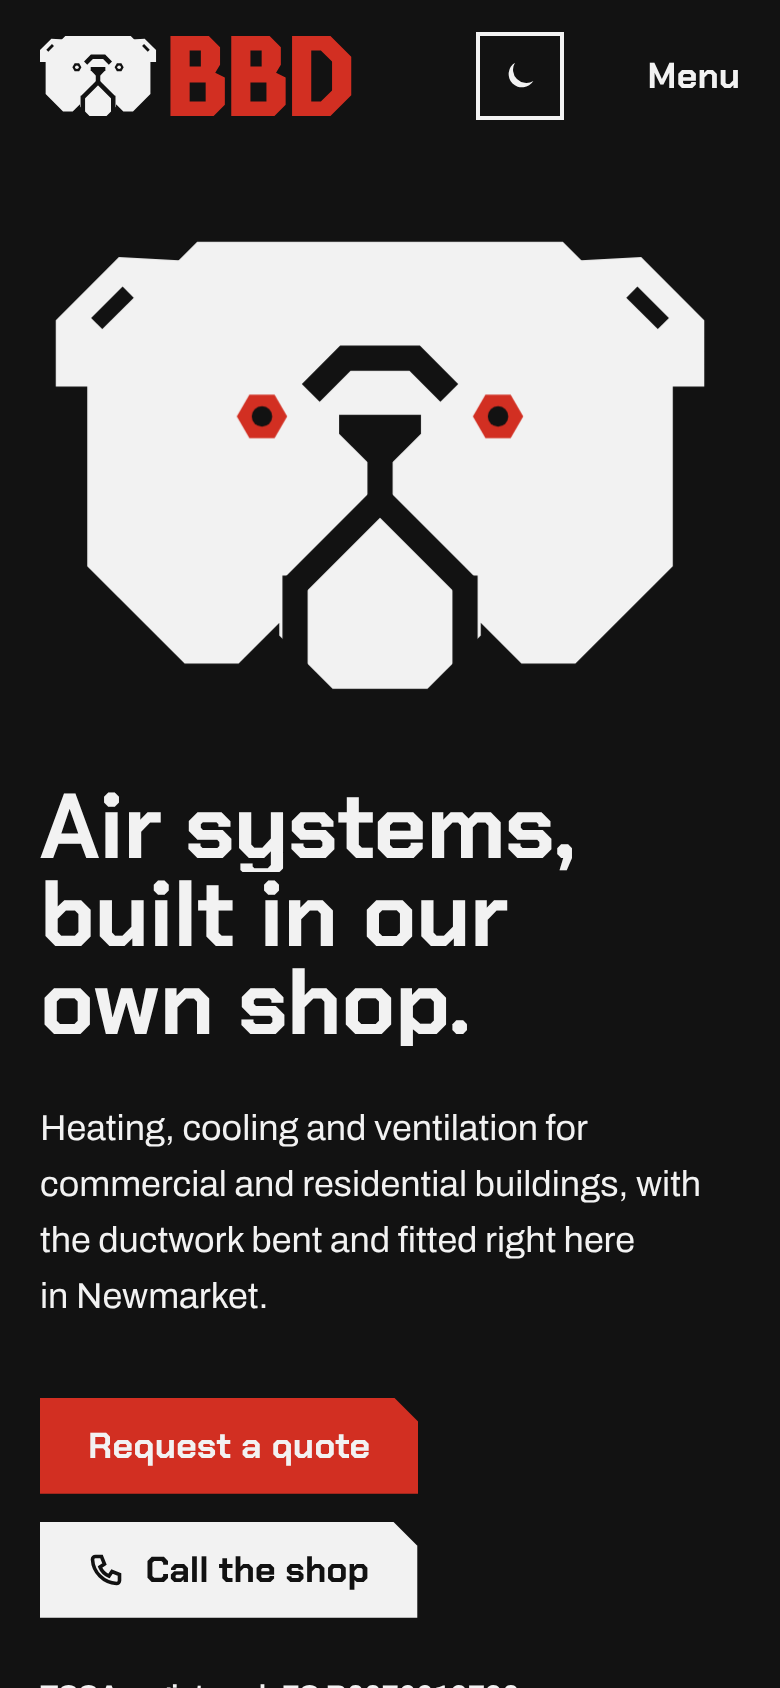 BBD
Menu
Air systems,
built in our
own shop.
Heating, cooling and ventilation for
commercial and residential buildings, with
the ductwork bent and fitted right here
in Newmarket.
Request a quote
Call the shop